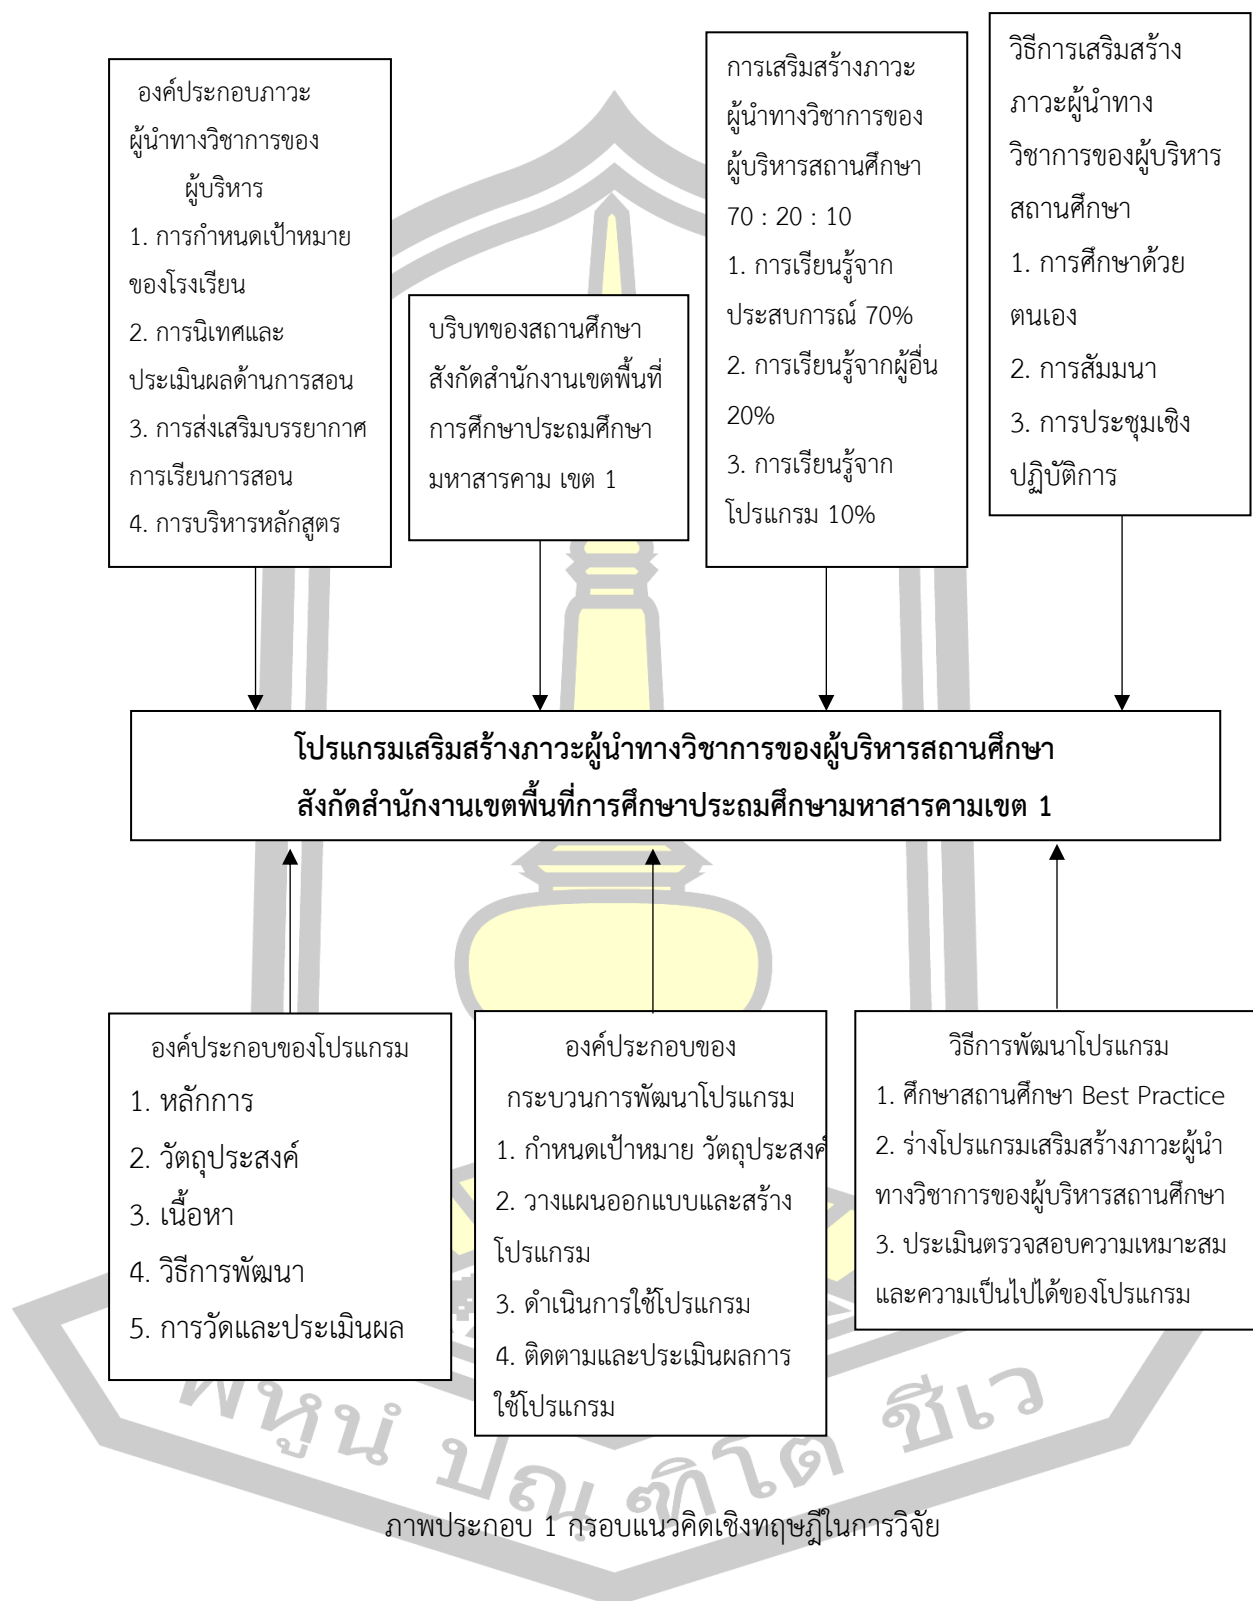 องค์ประกอบภาวะ
ผู้นำทางวิชาการของ
ผู้บริหาร
1. การกำหนดเป้าหมาย
ของโรงเรียน
2. การนิเทศและ
ประเมินผลด้านการสอน
3. การส่งเสริมบรรยากาศ
การเรียนการสอน
4. การบริหารหลักสูตร
บริบทของสถานศึกษา
สังกัดสำนักงานเขตพื้นที่
การศึกษาประถมศึกษา
มหาสารคาม เขต 1
การเสริมสร้างภาวะ
ผู้นำทางวิชาการของ
ผู้บริหารสถานศึกษา
70 : 20 : 10
1. การเรียนรู้จาก
ประสบการณ์ 70%
2. การเรียนรู้จากผู้อื่น
20%
3. การเรียนรู้จาก
โปรแกรม 10%
วิธีการเสริมสร้าง
ภาวะผู้นำทาง
วิชาการของผู้บริหาร
สถานศึกษา
1. การศึกษาด้วย
ตนเอง
2. การสัมมนา
3. การประชุมเชิง
ปฏิบัติการ
โปรแกรมเสริมสร้างภาวะผู้นำทางวิชาการของผู้บริหารสถานศึกษา
สังกัดสำนักงานเขตพื้นที่การศึกษาประถมศึกษามหาสารคามเขต 1
องค์ประกอบของโปรแกรม
1. หลักการ
2. วัตถุประสงค์
3. เนื้อหา
4. วิธีการพัฒนา
5. การวัดและประเมินผล
องค์ประกอบของ
กระบวนการพัฒนาโปรแกรม
1. กำหนดเป้าหมาย วัตถุประสงค์
2. วางแผนออกแบบและสร้าง
โปรแกรม
3. ดำเนินการใช้โปรแกรม
4. ติดตามและประเมินผลการ
ใช้โปรแกรม
วิธีการพัฒนาโปรแกรม
1. ศึกษาสถานศึกษา Best Practice
2. ร่างโปรแกรมเสริมสร้างภาวะผู้นำ
ทางวิชาการของผู้บริหารสถานศึกษา
3. ประเมินตรวจสอบความเหมาะสม
และความเป็นไปได้ของโปรแกรม
พหูนํ ปณฺฑิโต ชีเว
ภาพประกอบ 1 กรอบแนวคิดเชิงทฤษฎีในการวิจัย